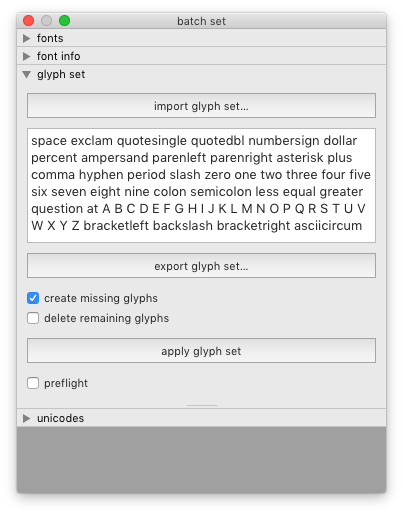 batch set
fonts
font info
glyph set
import glyph set...
space exclam quotesingle quotedbl numbersign dollar
percent ampersand parenleft parenright asterisk plus
comma hyphen period slash zero one two three four five
six seven eight nine colon semicolon less equal greater
question at A B C D E F G H I J K L M N O P Q R S T U V
W X Y Z bracketleft backslash bracketright asciicircum
export glyph set...
create missing glyphs
delete remaining glyphs
apply glyph set
preflight
unicodes